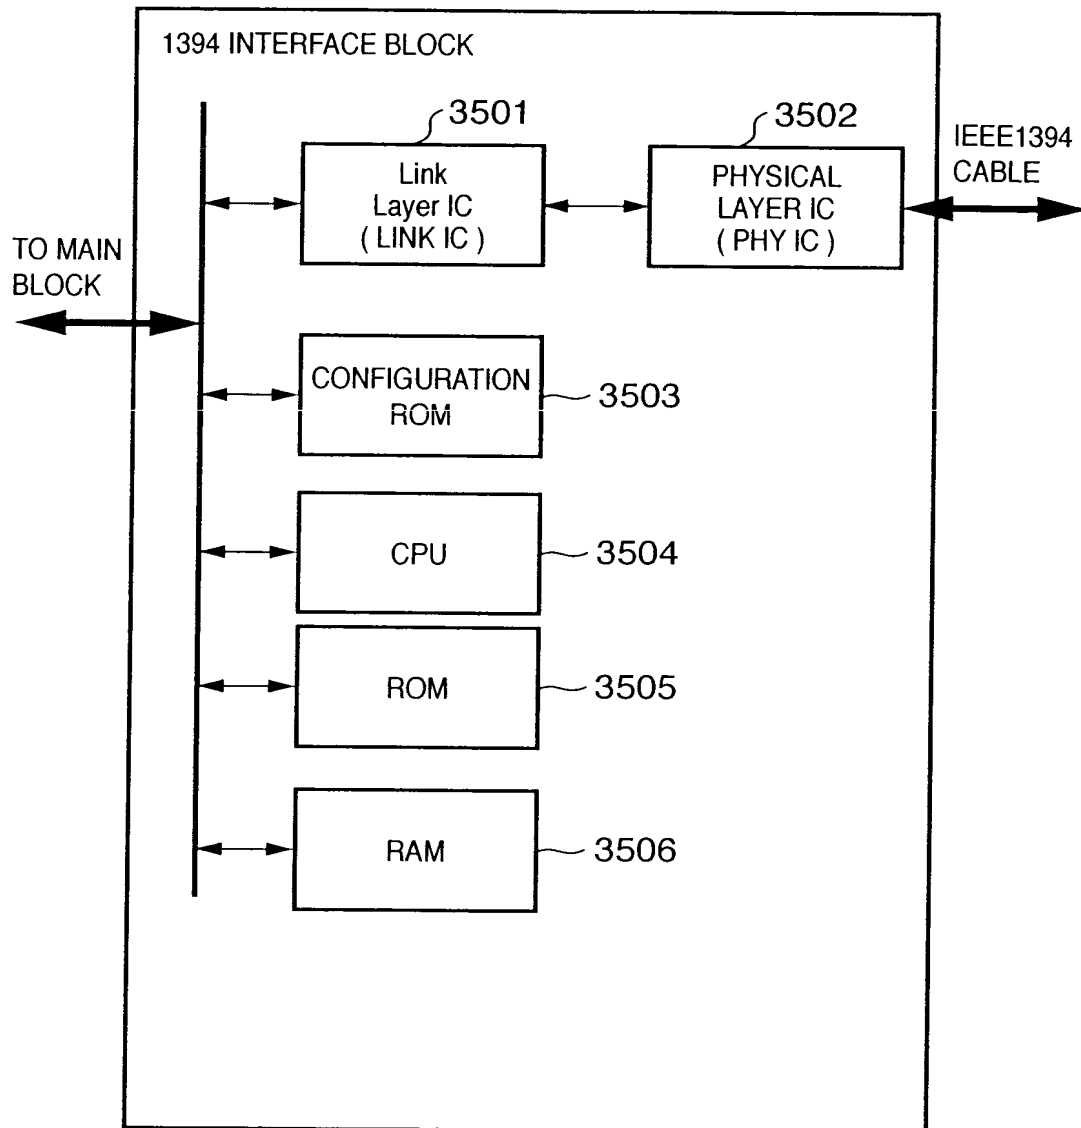 1394 INTERFACE BLOCK
3501
3502
Link
Layer IC
( LINK IC )
PHYSICAL
LAYER IC
( PHY IC )
IEEE1394
CABLE
TO MAIN
BLOCK
CONFIGURATION
ROM
3503
CPU
3504
ROM
3505
RAM
3506